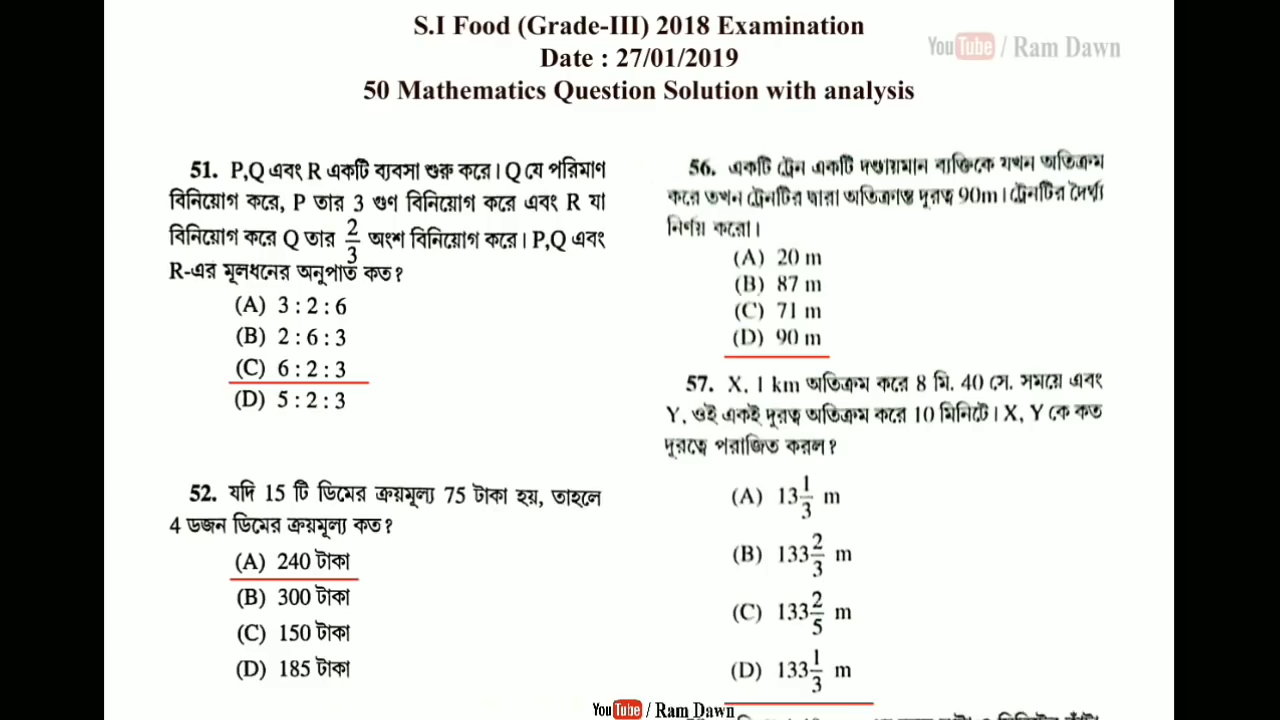 S.I Food (Grade-III) 2018 Examination
Date : 27/01/2019
50 Mathematics Question Solution with analysis
YouTube / Ram Dawn
51. P,Q এবং R একটি ব্যবসা শুরু করে। Q যে পরিমাণ
বিনিয়োগ করে, P তার 3 গুণ বিনিয়োগ করে এবং R যা
বিনিয়োগ করে Q তার 2/3 অংশ বিনিয়োগ করে। P,Q এবং
R-এর মূলধনের অনুপাত কত?
(A) 3 : 2 : 6
(B) 2 : 6 : 3
(C) 6 : 2 : 3
(D) 5 : 2 : 3
52. যদি 15 টি ডিমের ক্রয়মূল্য 75 টাকা হয়, তাহলে
4 ডজন ডিমের ক্রয়মূল্য কত?
(A) 240 টাকা
(B) 300 টাকা
(C) 150 টাকা
(D) 185 টাকা
56. একটি ট্রেন একটি দণ্ডায়মান ব্যক্তিকে যখন অতিক্রম
করে তখন ট্রেনটির দ্বারা অতিক্রান্ত দূরত্ব 90m। ট্রেনটির দৈর্ঘ্য
নির্ণয় করো।
(A) 20 m
(B) 87 m
(C) 71 m
(D) 90 m
57. X, 1 km অতিক্রম করে 8 মি. 40 সে. সময়ে এবং
Y, ওই একই দূরত্ব অতিক্রম করে 10 মিনিটে। X, Y কে কত
দূরত্বে পরাজিত করল?
(A) 13 1/3 m
(B) 133 2/3 m
(C) 133 2/5 m
(D) 133 1/3 m
YouTube / Ram Dawn